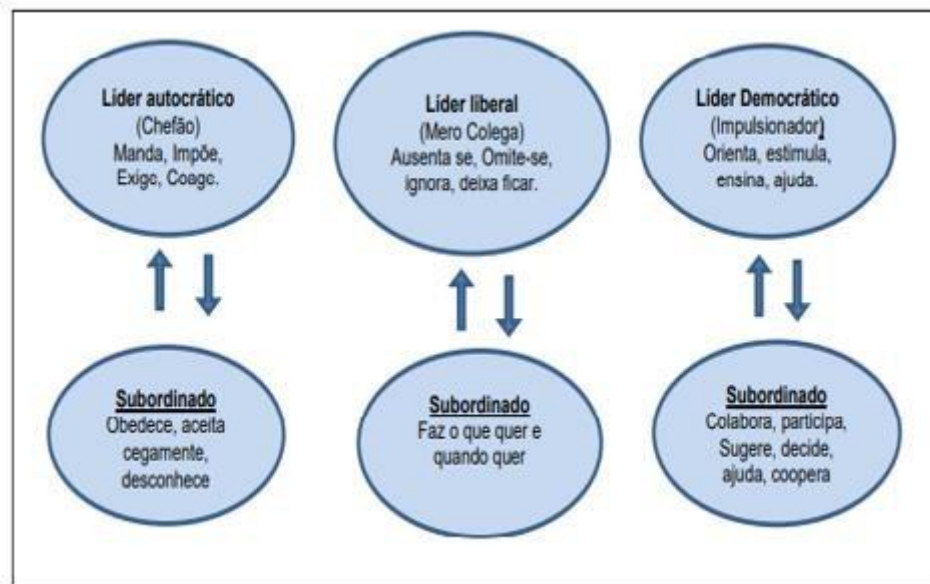 Líder autocrático
(Chefão)
Manda, Impõe,
Exige, Coage.
Líder liberal
(Mero Colega)
Ausenta se, Omite-se,
ignora, deixa ficar.
Líder Democrático
(Impulsionador)
Orienta, estimula,
ensina, ajuda.
Subordinado
Obedece, aceita
cegamente,
desconhece
Subordinado
Faz o que quer e
quando quer
Subordinado
Colabora, participa,
Sugere, decide,
ajuda, coopera